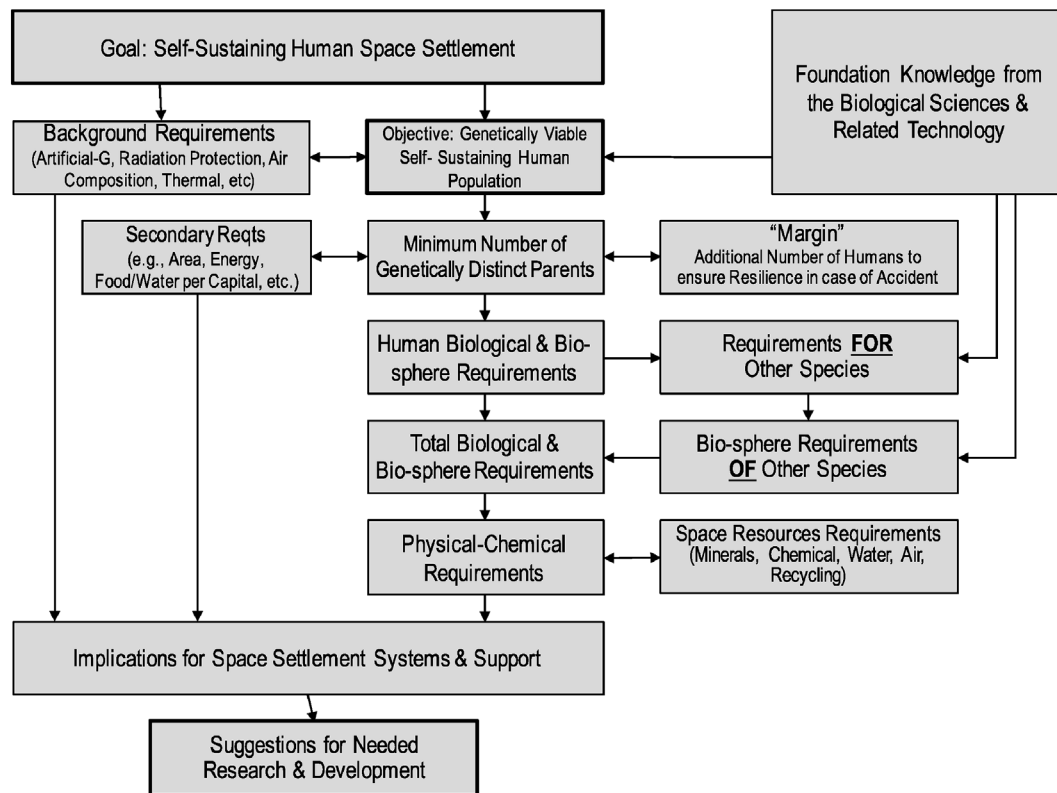 Goal: Self-Sustaining Human Space Settlement
Foundation Knowledge from
the Biological Sciences &
Related Technology
Background Requirements
(Artificial-G, Radiation Protection, Air
Composition, Thermal, etc)
Objective: Genetically Viable
Self- Sustaining Human
Population
Secondary Reqts
(e.g., Area, Energy,
Food/Water per Capital, etc.)
Minimum Number of
Genetically Distinct Parents
“Margin”
Additional Number of Humans to
ensure Resilience in case of Accident
Human Biological & Bio-
sphere Requirements
Requirements FOR
Other Species
Total Biological &
Bio-sphere Requirements
Bio-sphere Requirements
OF Other Species
Physical-Chemical
Requirements
Space Resources Requirements
(Minerals, Chemical, Water, Air,
Recycling)
Implications for Space Settlement Systems & Support
Suggestions for Needed
Research & Development